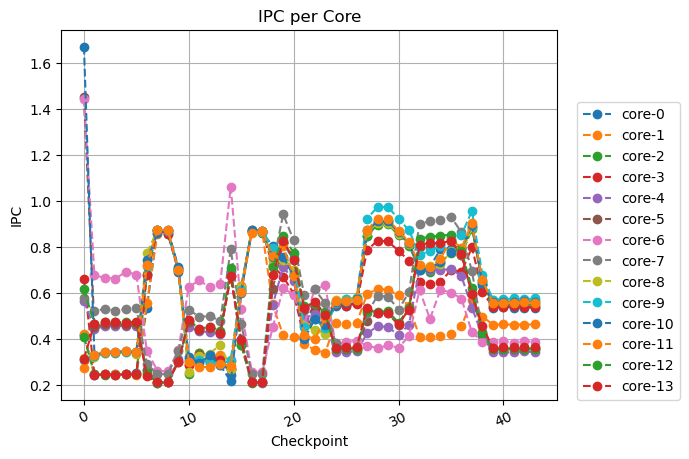 IPC per Core
IPC
1.6
1.4
1.2
1.0
0.8
0.6
0.4
0.2
0
10
20
30
40
Checkpoint
core-0
core-1
core-2
core-3
core-4
core-5
core-6
core-7
core-8
core-9
core-10
core-11
core-12
core-13